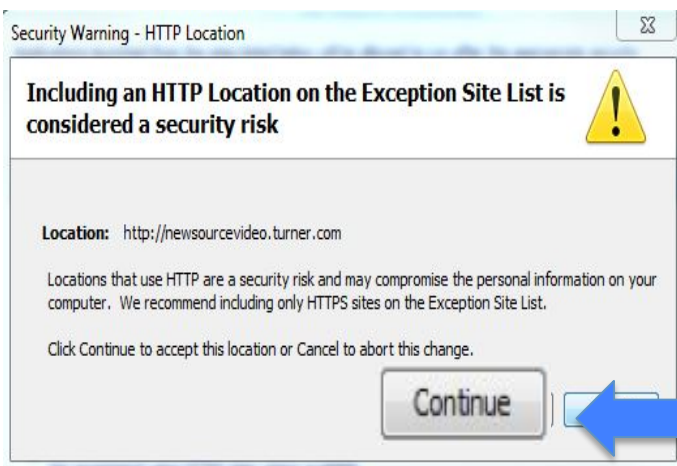 Security Warning - HTTP Location
Including an HTTP Location on the Exception Site List is
considered a security risk
Location: http://newsourcevideo.turner.com
Locations that use HTTP are a security risk and may compromise the personal information on your
computer. We recommend including only HTTPS sites on the Exception Site List.
Click Continue to accept this location or Cancel to abort this change.
Continue